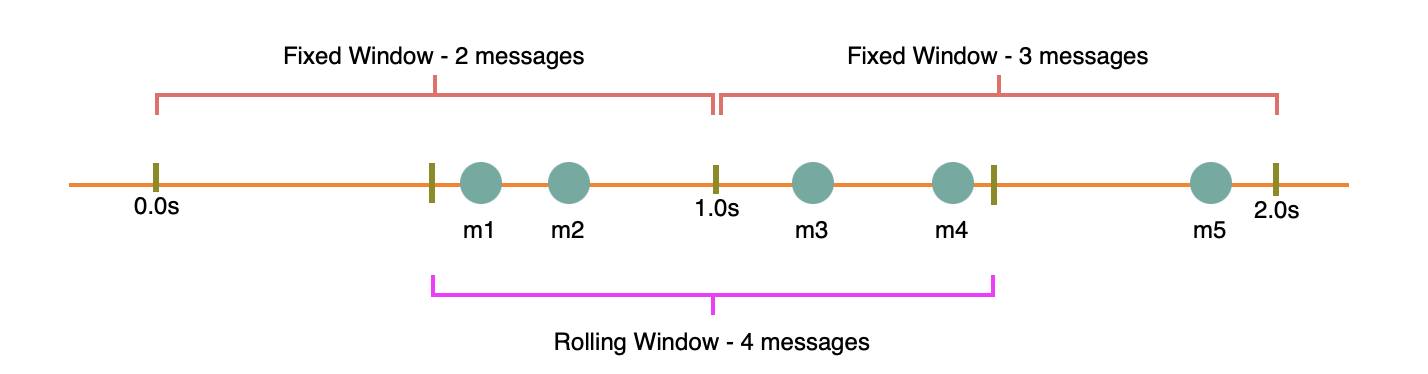 Fixed Window - 2 messages
Fixed Window - 3 messages
0.0s
1.0s
2.0s
m1
m2
m3
m4
m5
Rolling Window - 4 messages